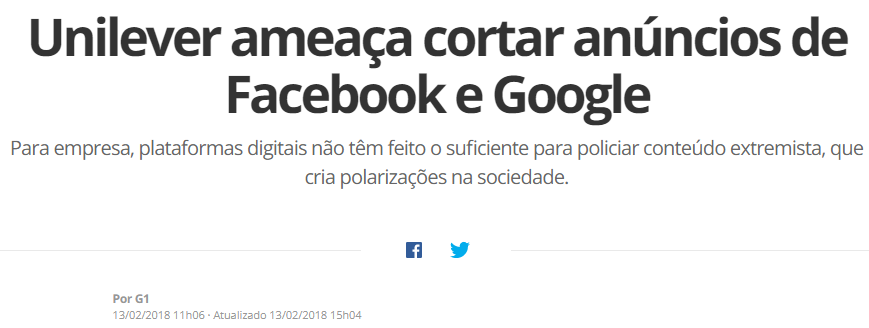 Unilever ameaça cortar anúncios de
Facebook e Google
Para empresa, plataformas digitais não têm feito o suficiente para policiar conteúdo extremista, que
cria polarizações na sociedade.
Por G1
13/02/2018 11h06 · Atualizado 13/02/2018 15h04